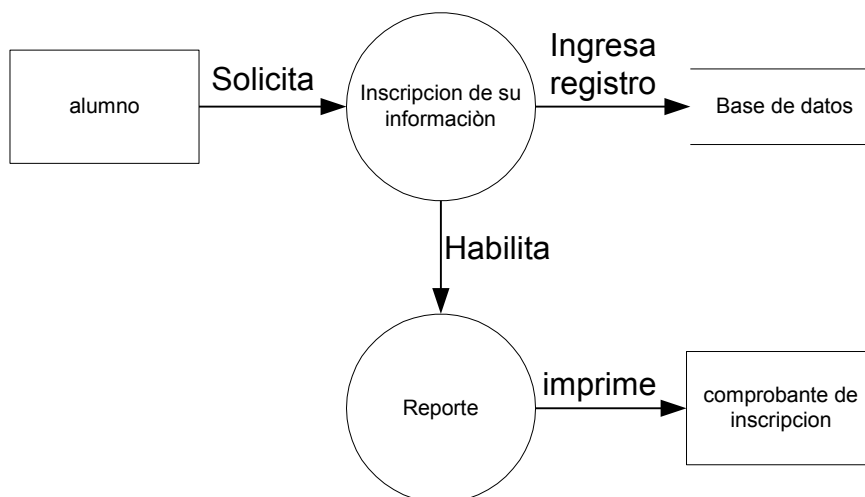 alumno
Solicita
Inscripcion de su
informaciòn
Ingresa
registro
Base de datos
Habilita
Reporte
imprime
comprobante de
inscripcion